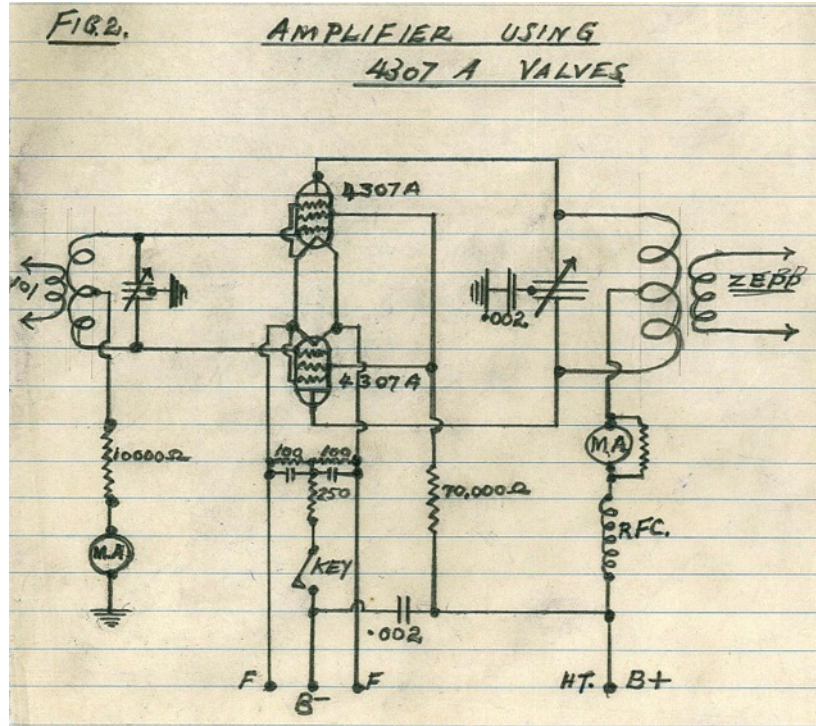 FIG.2.
AMPLIFIER USING
4307 A VALVES
4307A
101
ZEPP
.002
4307A
10000Ω
100 100
250
70,000Ω
M.A
RFC.
M.A
KEY
.002
F B- F
HT. B+